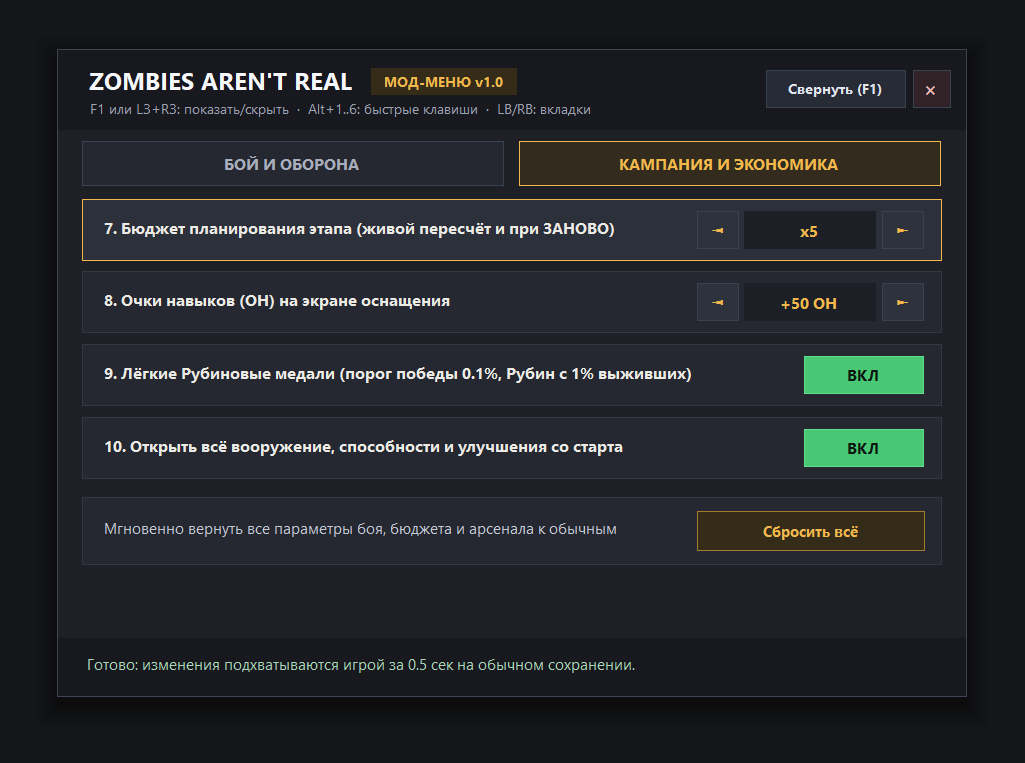 ZOMBIES AREN'T REAL
МОД-МЕНЮ v1.0
F1 или L3+R3: показать/скрыть · Alt+1..6: быстрые клавиши · LB/RB: вкладки
Свернуть (F1)
×
БОЙ И ОБОРОНА
КАМПАНИЯ И ЭКОНОМИКА
7. Бюджет планирования этапа (живой пересчёт и при ЗАНОВО)
x5
8. Очки навыков (ОН) на экране оснащения
+50 ОН
9. Лёгкие Рубиновые медали (порог победы 0.1%, Рубин с 1% выживших)
ВКЛ
10. Открыть всё вооружение, способности и улучшения со старта
ВКЛ
Мгновенно вернуть все параметры боя, бюджета и арсенала к обычным
Сбросить всё
Готово: изменения подхватываются игрой за 0.5 сек на обычном сохранении.